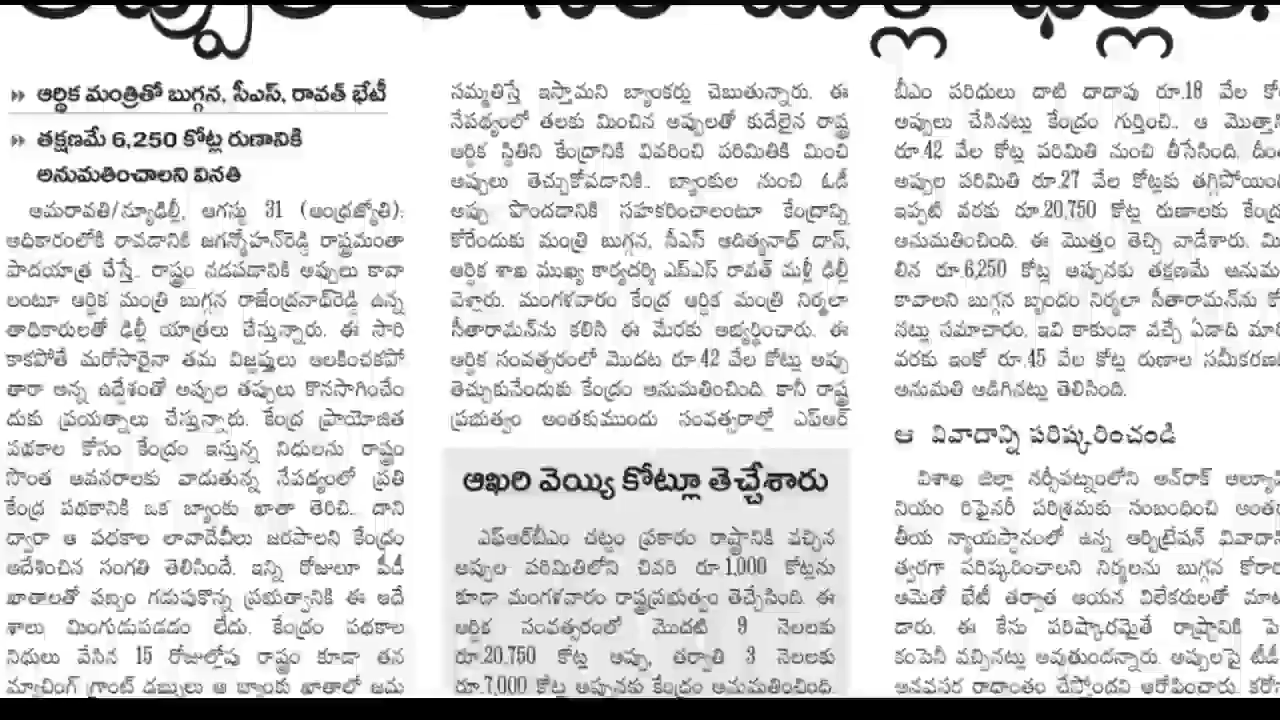 » ఆర్థిక మంత్రితో బుగ్గన, సీఎస్, రావత్ భేటీ
» తక్షణమే 6,250 కోట్ల రుణానికి
అనుమతించాలని వినతి
అమరావతి/న్యూఢిల్లీ, ఆగస్టు 31 (ఆంధ్రజ్యోతి):
అధికారంలోకి రావడానికి జగన్మోహన్‌రెడ్డి రాష్ట్రమంతా
పాదయాత్ర చేస్తే.. రాష్ట్రం నడవడానికి అప్పులు కావా
లంటూ ఆర్థిక మంత్రి బుగ్గన రాజేంద్రనాథ్‌రెడ్డి ఉన్న
తాధికారులతో ఢిల్లీ యాత్రలు చేస్తున్నారు. ఈ సారి
కాకపోతే మరోసారైనా తమ విజ్ఞప్తులు ఆలకించకపో
తారా అన్న ఉద్దేశంతో అప్పుల తప్పులు కొనసాగించేం
దుకు ప్రయత్నాలు చేస్తున్నారు. కేంద్ర ప్రాయోజిత
పథకాల కోసం కేంద్రం ఇస్తున్న నిధులను రాష్ట్రం
సొంత అవసరాలకు వాడుతున్న నేపథ్యంలో ప్రతి
కేంద్ర పథకానికి ఒక బ్యాంకు ఖాతా తెరిచి.. దాని
ద్వారా ఆ పథకాల లావాదేవీలు జరపాలని కేంద్రం
ఆదేశించిన సంగతి తెలిసిందే. ఇన్ని రోజులూ పీడీ
ఖాతాలతో పబ్బం గడుపుకొన్న ప్రభుత్వానికి ఈ ఆదే
శాలు మింగుడుపడడం లేదు. కేంద్రం పథకాల
నిధులు వేసిన 15 రోజుల్లోపు రాష్ట్రం కూడా తన
మ్యాచింగ్ గ్రాంట్ డబ్బులు ఆ బ్యాంకు ఖాతాలో జమ
సమ్మతిస్తే ఇస్తామని బ్యాంకర్లు చెబుతున్నారు. ఈ
నేపథ్యంలో తలకు మించిన అప్పులతో కుదేలైన రాష్ట్ర
ఆర్థిక స్థితిని కేంద్రానికి వివరించి పరిమితికి మించి
అప్పులు తెచ్చుకోవడానికి.. బ్యాంకుల నుంచి ఓడీ
అప్పు పొందడానికి సహకరించాలంటూ కేంద్రాన్ని
కోరేందుకు మంత్రి బుగ్గన, సీఎస్ ఆదిత్యనాథ్ దాస్,
ఆర్థిక శాఖ ముఖ్య కార్యదర్శి ఎస్ఎస్ రావత్ మళ్లీ ఢిల్లీ
వెళ్లారు. మంగళవారం కేంద్ర ఆర్థిక మంత్రి నిర్మలా
సీతారామన్‌ను కలిసి ఈ మేరకు అభ్యర్థించారు. ఈ
ఆర్థిక సంవత్సరంలో మొదట రూ.42 వేల కోట్లు అప్పు
తెచ్చుకునేందుకు కేంద్రం అనుమతించింది. కానీ రాష్ట్ర
ప్రభుత్వం అంతకుముందు సంవత్సరాల్లో ఎఫ్ఆర్
ఆఖరి వెయ్యి కోట్లూ తెచ్చేశారు
ఎఫ్ఆర్‌బీఎం చట్టం ప్రకారం రాష్ట్రానికి వచ్చిన
అప్పుల పరిమితిలోని చివరి రూ.1,000 కోట్లను
కూడా మంగళవారం రాష్ట్రప్రభుత్వం తెచ్చేసింది. ఈ
ఆర్థిక సంవత్సరంలో మొదటి 9 నెలలకు
రూ.20,750 కోట్ల అప్పు, తర్వాతి 3 నెలలకు
రూ.7,000 కోట్ల అప్పునకు కేంద్రం అనుమతించింది.
బీఎం పరిధులు దాటి దాదాపు రూ.18 వేల
అప్పులు చేసినట్లు కేంద్రం గుర్తించి.. ఆ
రూ.42 వేల కోట్ల పరిమితి నుంచి తీసేసింది.
అప్పుల పరిమితి రూ.27 వేల కోట్లకు
ఇప్పటి వరకు రూ.20,750 కోట్ల రుణాలకు
అనుమతించింది. ఈ మొత్తం తెచ్చి వాడేశారు.
లిన రూ.6,250 కోట్ల అప్పునకు తక్షణమే
కావాలని బుగ్గన బృందం నిర్మలా సీతారామన్‌ను
నట్లు సమాచారం. ఇవి కాకుండా వచ్చే ఏడాది
వరకు ఇంకో రూ.45 వేల కోట్ల రుణాల
అనుమతి అడిగినట్లు తెలిసింది.
ఆ వివాదాన్ని పరిష్కరించండి
విశాఖ జిల్లా నర్సీపట్నంలోని అన్‌రాక్
నియం రిఫైనరీ పరిశ్రమకు సంబంధించి
తీయ న్యాయస్థానంలో ఉన్న ఆర్బిట్రేషన్
త్వరగా పరిష్కరించాలని నిర్మలను బుగ్గన
ఆమెతో భేటీ తర్వాత ఆయన విలేకరులతో
డారు. ఈ కేసు పరిష్కారమైతే రాష్ట్రానికి
కంపెనీ వచ్చినట్లు అవుతుందన్నారు. అప్పులపై
అనవసర రాద్ధాంతం చేస్తోందని ఆరోపించారు.